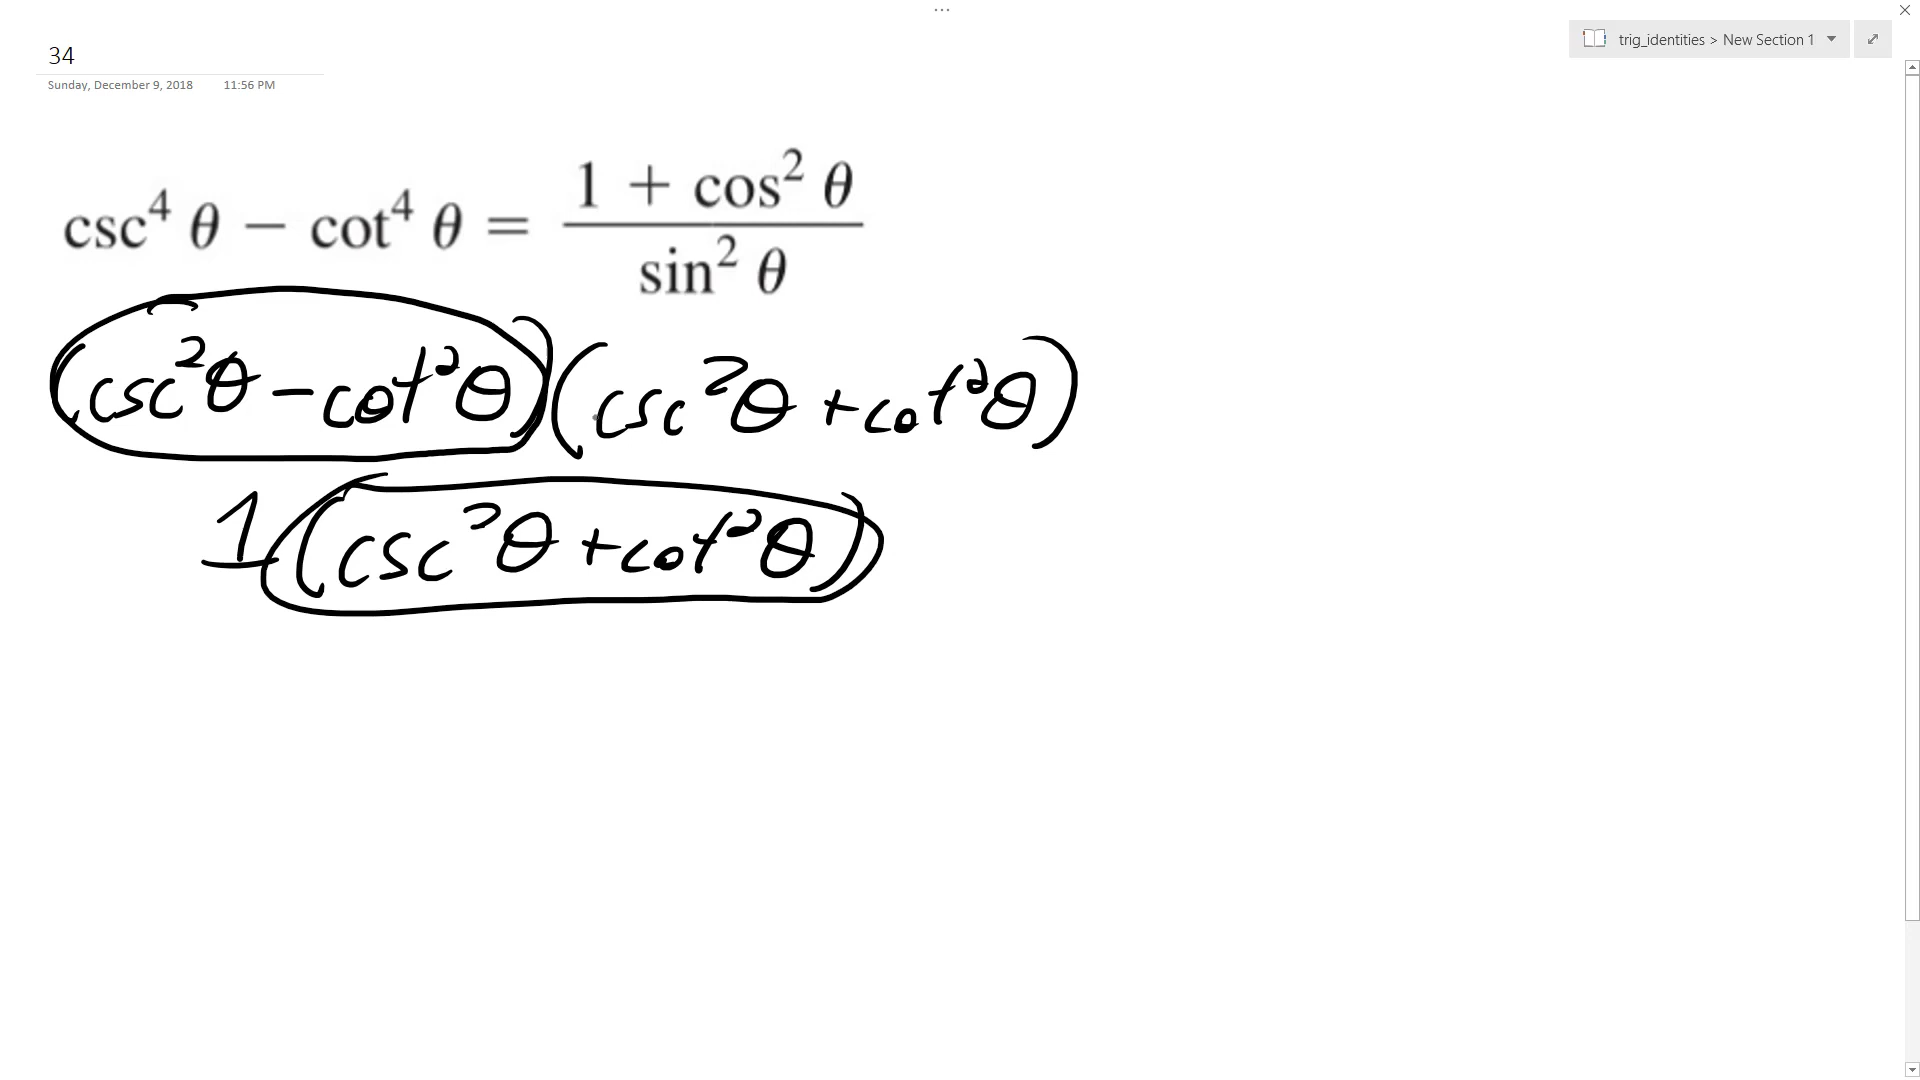 ...
34
trig_identities > New Section 1
Sunday, December 9, 2018 11:56 PM
csc⁴ θ − cot⁴ θ = (1 + cos² θ) / (sin² θ)
(csc²θ − cot²θ)(csc²θ + cot²θ)
1(csc²θ + cot²θ)